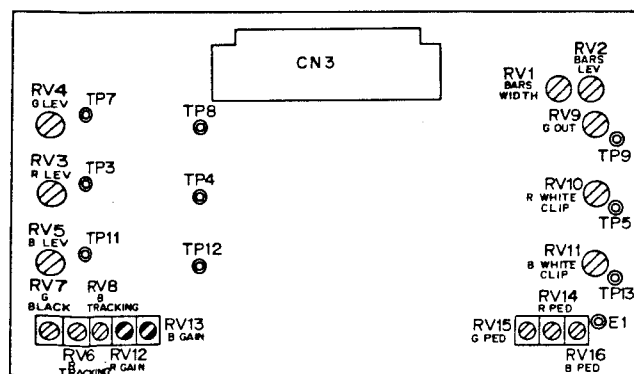 CN3
RV4
G LEV
TP7
TP8
RV2
BARS
LEV
RV1
BARS
WIDTH
RV9
G OUT
TP9
RV3
R LEV
TP3
TP4
RV10
R WHITE
CLIP
TP5
RV5
B LEV
TP11
TP12
RV11
B WHITE
CLIP
TP13
RV7
G
BLACK
RV8
B
TRACKING
RV13
B GAIN
RV6
R
TRACKING
RV12
R GAIN
RV14
R PED
RV15
G PED
E1
RV16
B PED